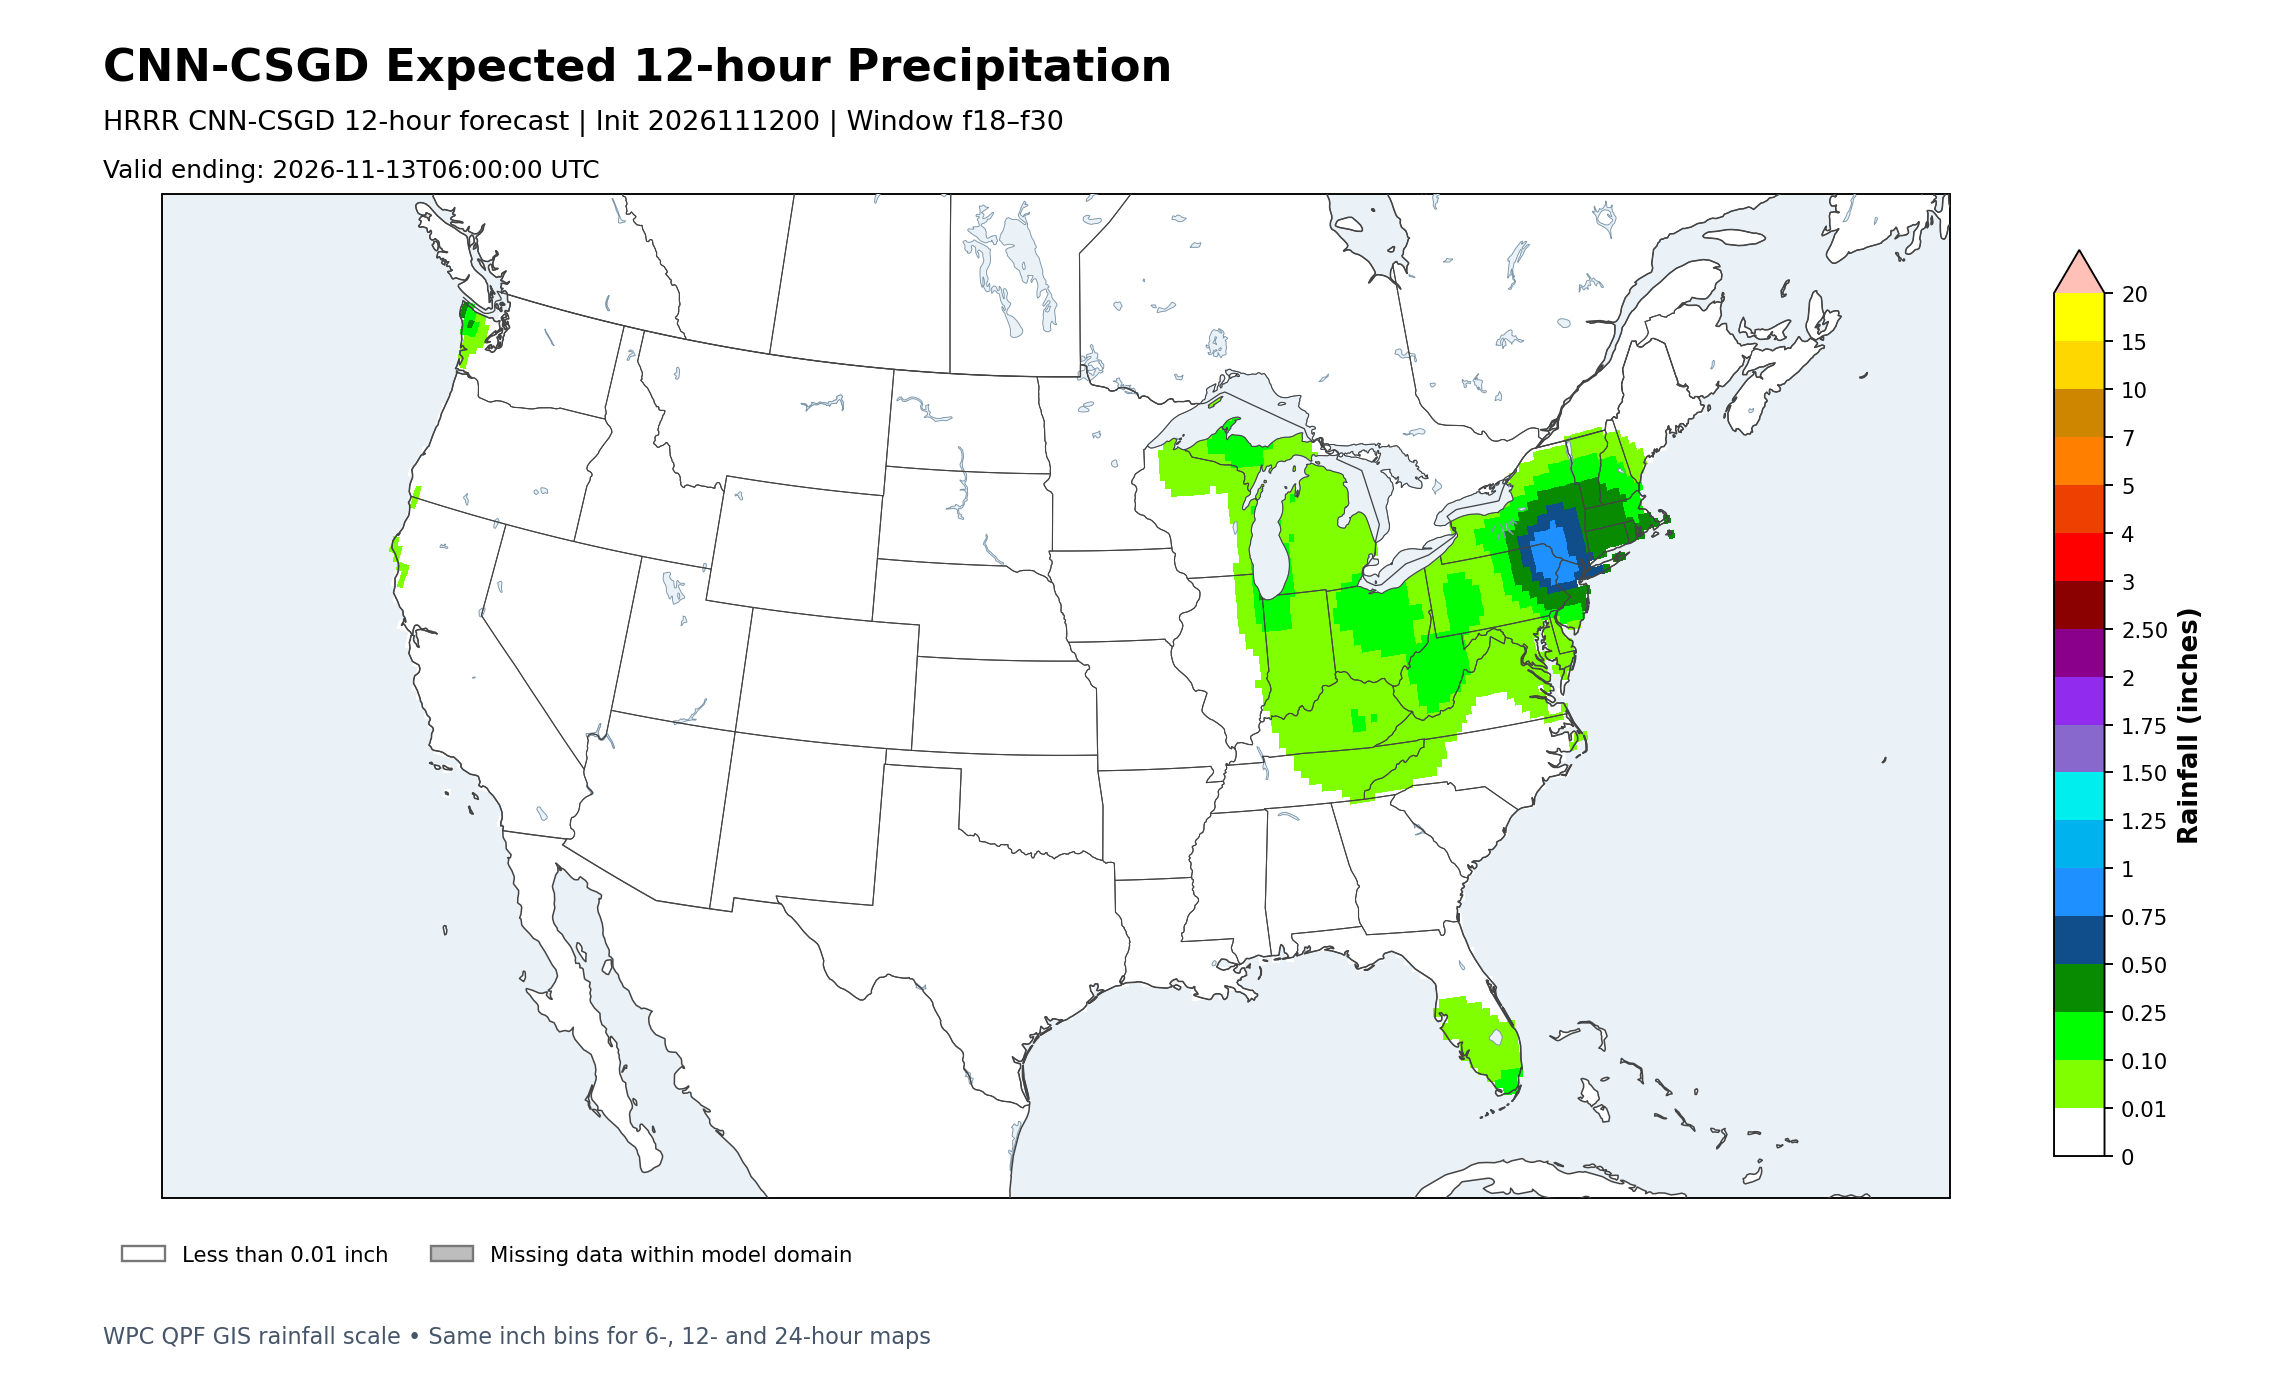 CNN-CSGD Expected 12-hour Precipitation
HRRR CNN-CSGD 12-hour forecast | Init 2026111200 | Window f18–f30
Valid ending: 2026-11-13T06:00:00 UTC
20
15
10
7
5
4
3
2.50
2
1.75
1.50
1.25
1
0.75
0.50
0.25
0.10
0.01
0
Rainfall (inches)
Less than 0.01 inch
Missing data within model domain
WPC QPF GIS rainfall scale • Same inch bins for 6-, 12- and 24-hour maps